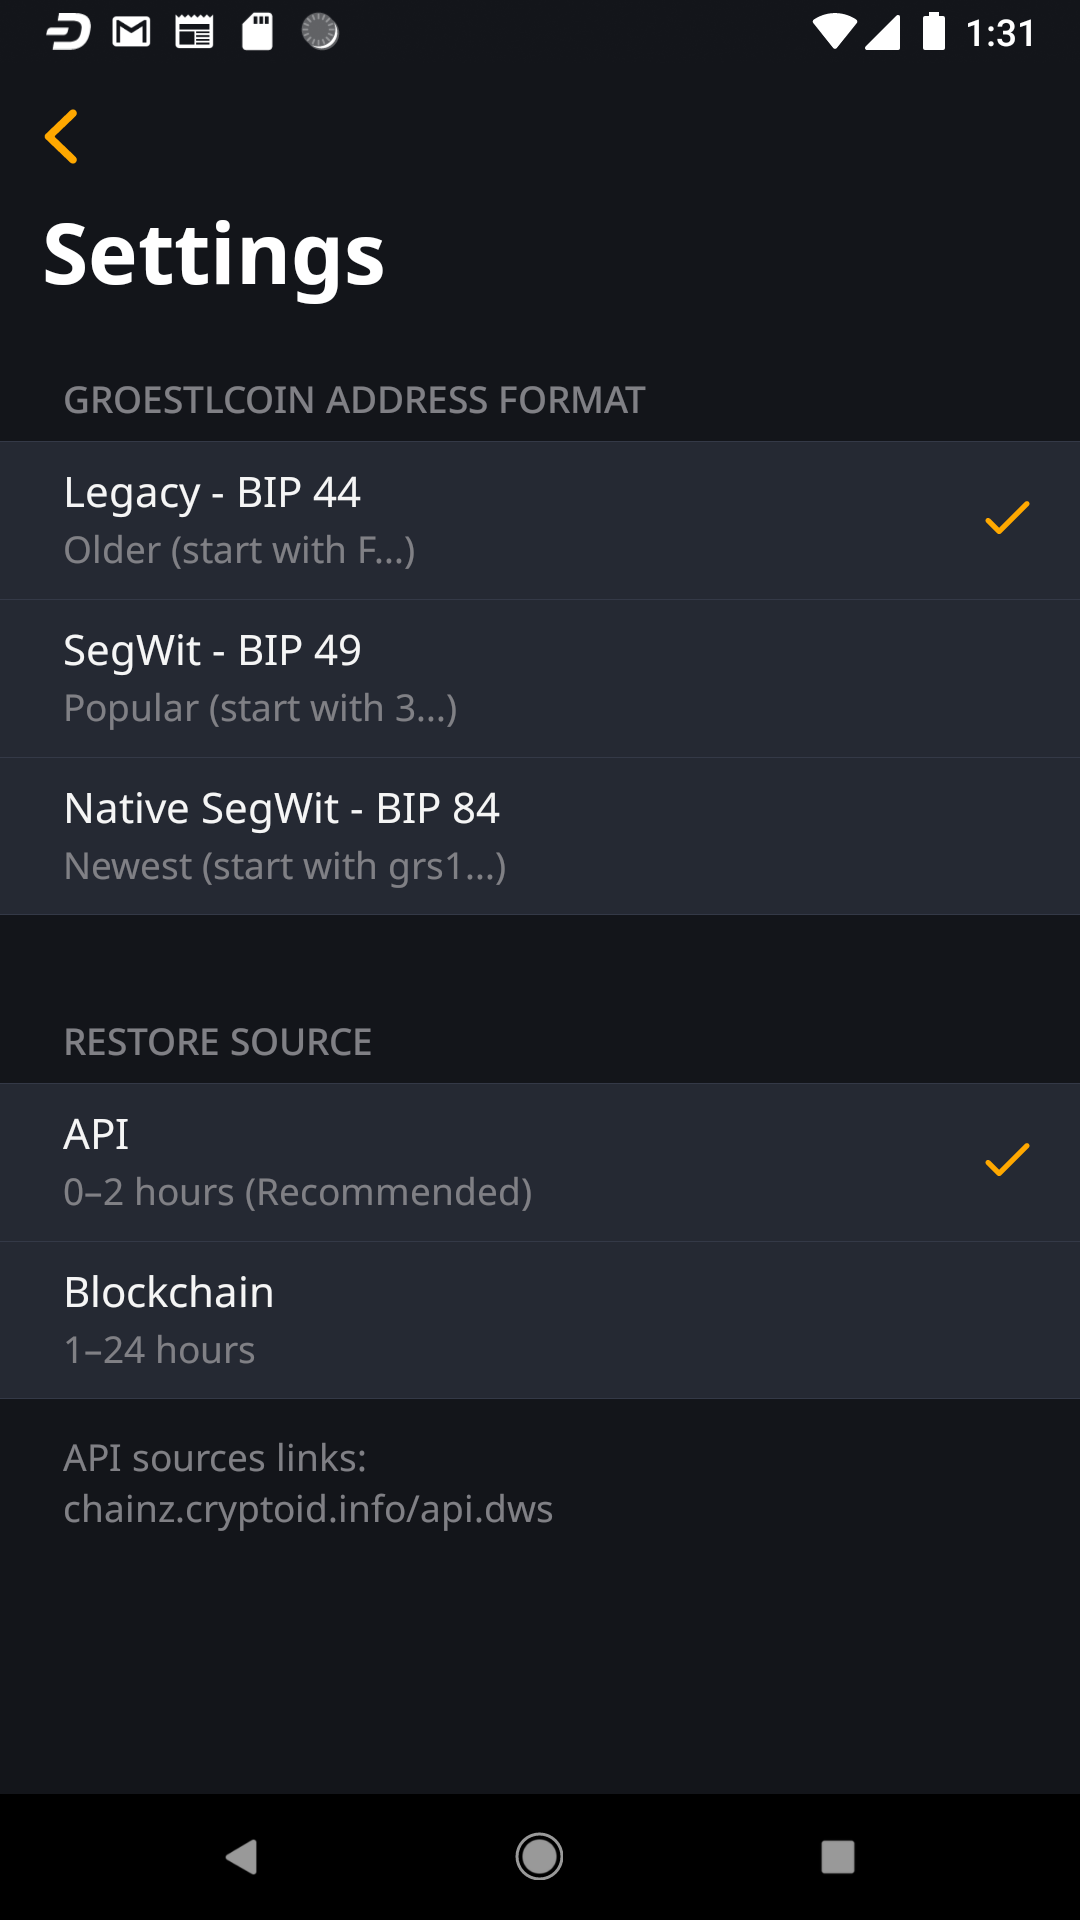 1:31
Settings
GROESTLCOIN ADDRESS FORMAT
Legacy - BIP 44
Older (start with F...)
SegWit - BIP 49
Popular (start with 3...)
Native SegWit - BIP 84
Newest (start with grs1...)
RESTORE SOURCE
API
0–2 hours (Recommended)
Blockchain
1–24 hours
API sources links:
chainz.cryptoid.info/api.dws